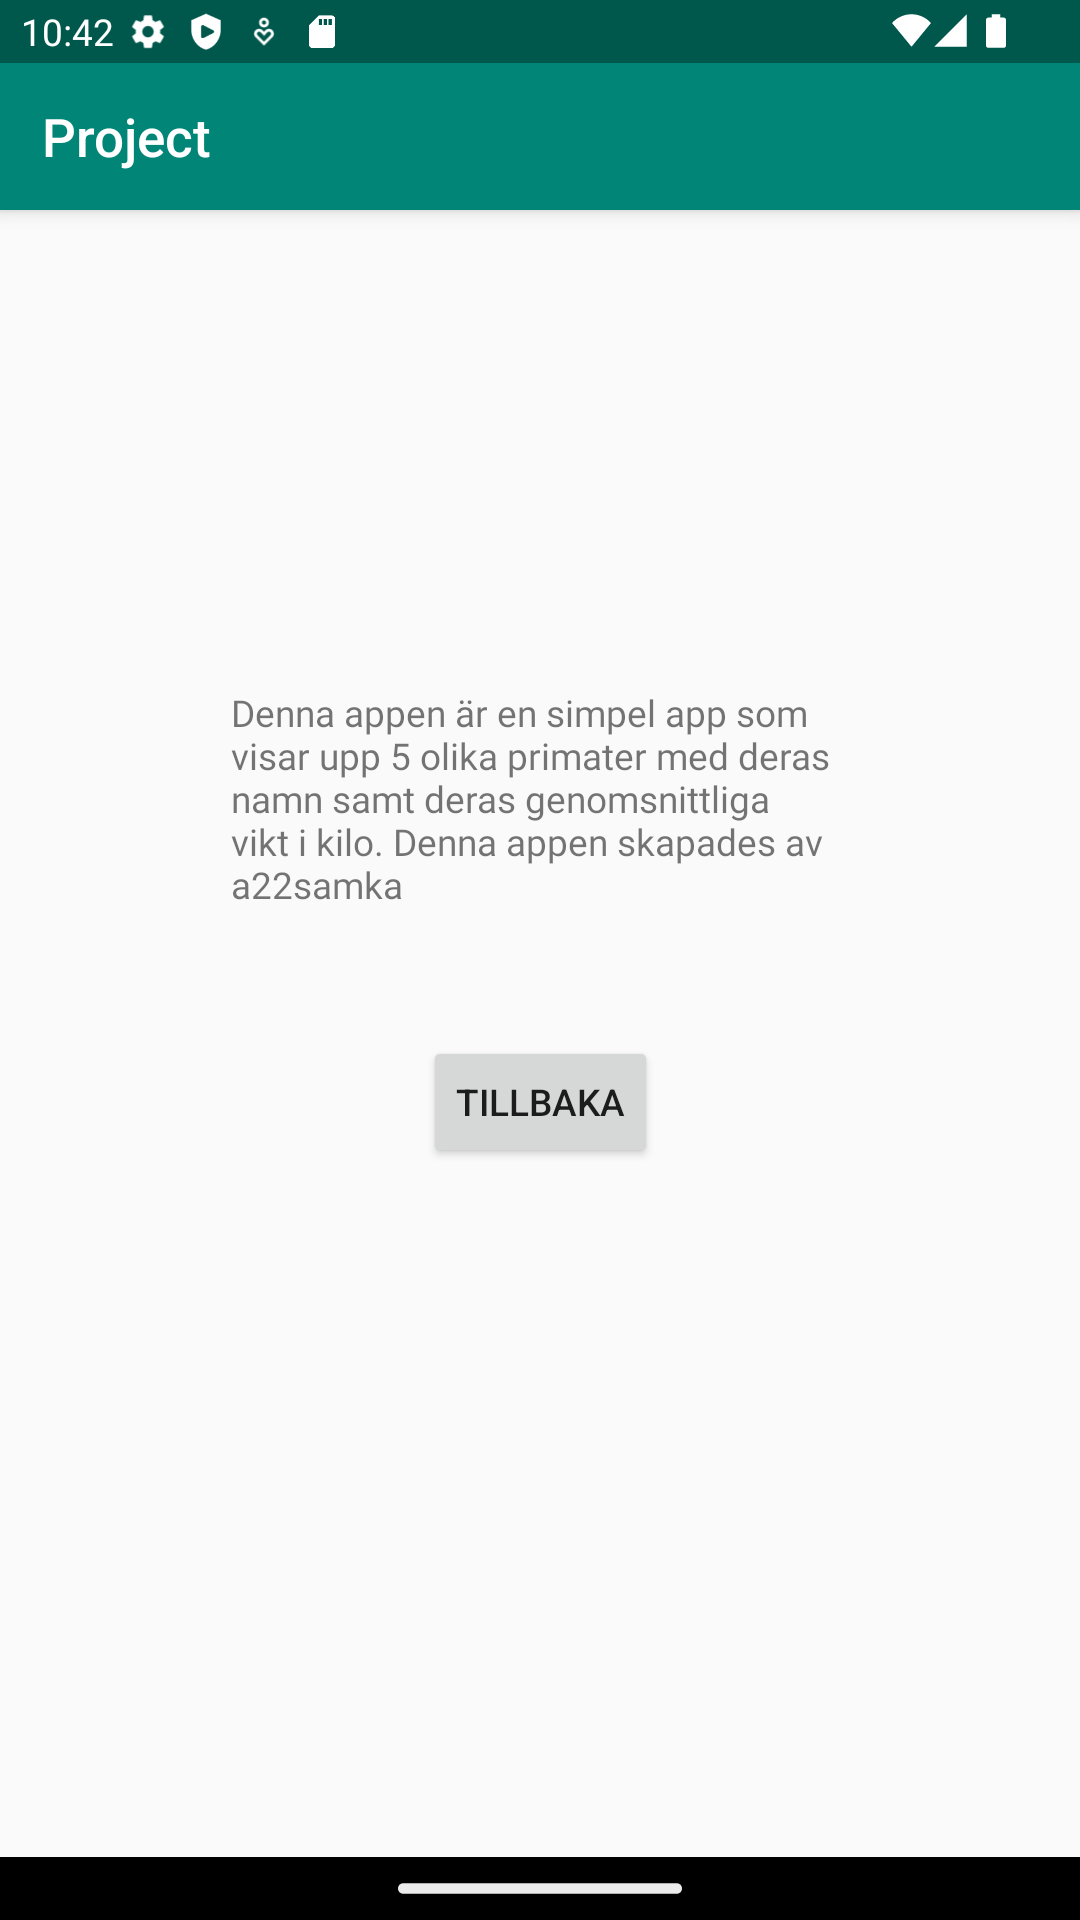 10:42
Project
Denna appen är en simpel app som
visar upp 5 olika primater med deras
namn samt deras genomsnittliga
vikt i kilo. Denna appen skapades av
a22samka
TILLBAKA